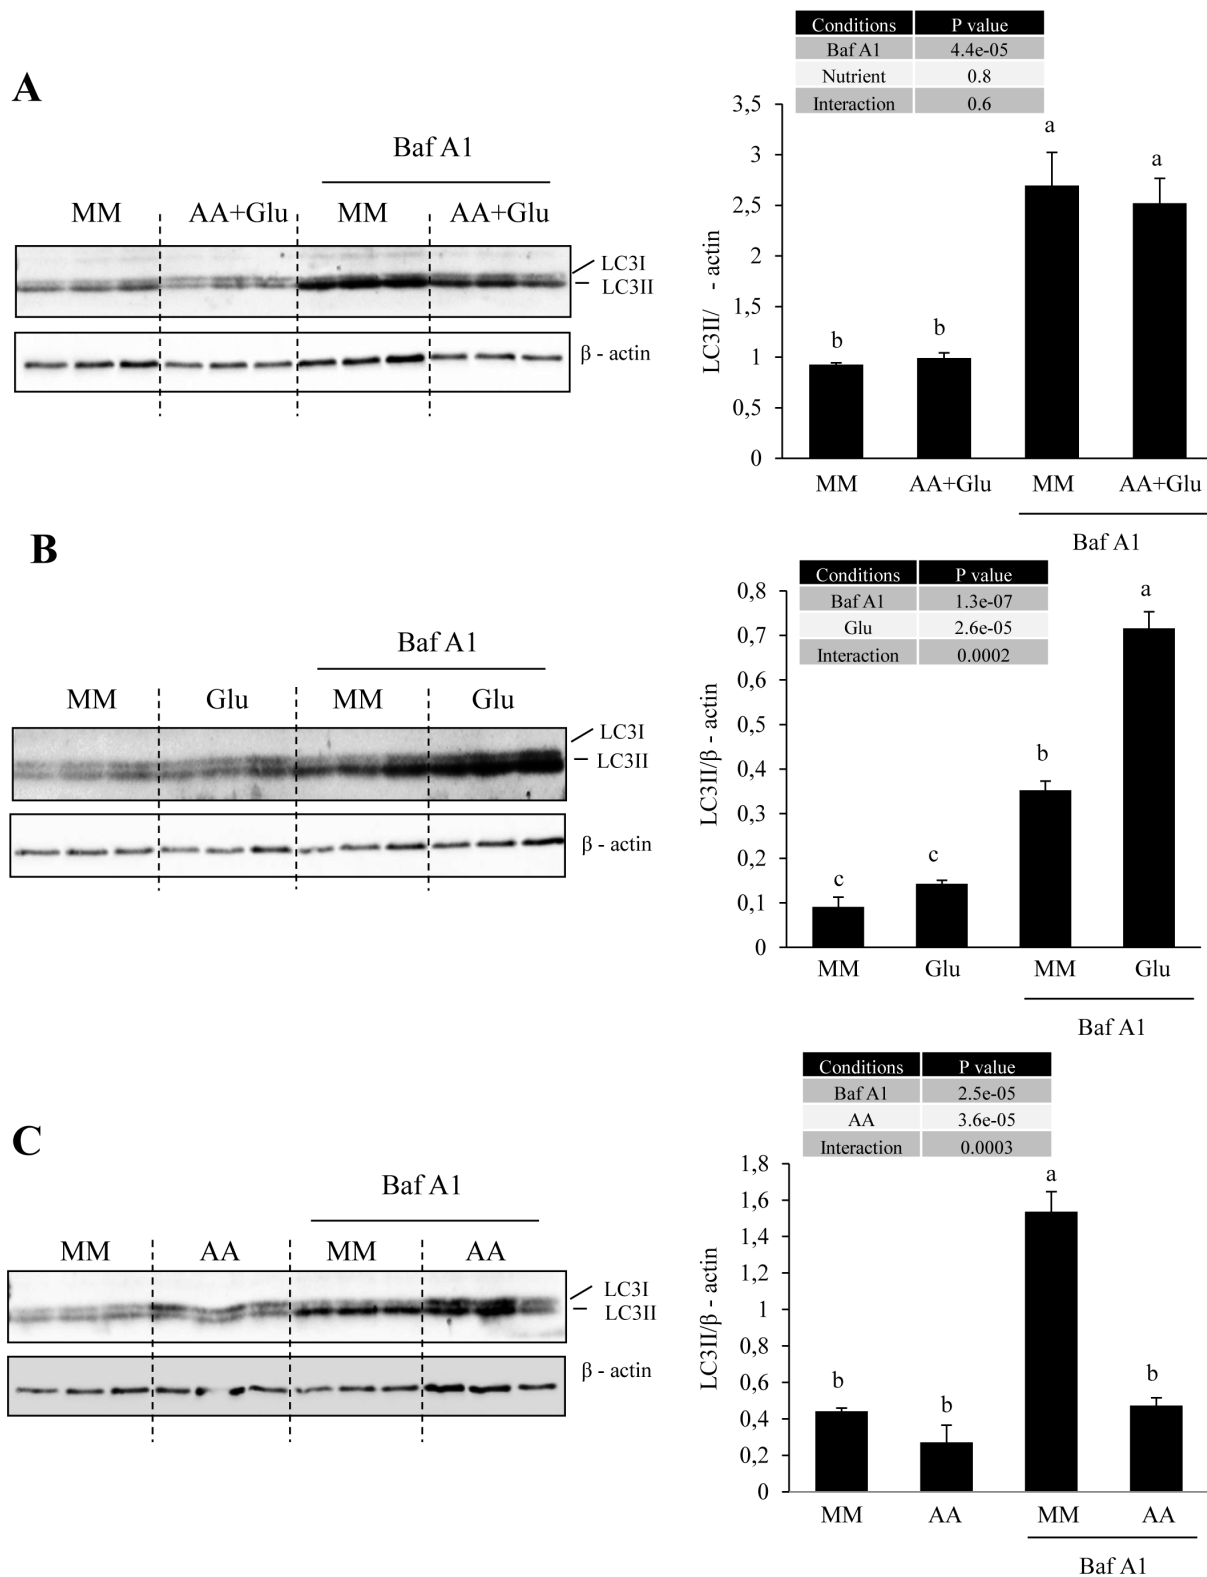 A
Baf A1
MM AA+Glu MM AA+Glu
LC3I
LC3II
β - actin
Conditions P value
Baf A1 4.4e-05
Nutrient 0.8
Interaction 0.6
LC3II/ - actin
3,5
3
2,5
2
1,5
1
0,5
0
a
a
b
b
MM AA+Glu MM AA+Glu
Baf A1
B
Baf A1
MM Glu MM Glu
LC3I
LC3II
β - actin
Conditions P value
Baf A1 1.3e-07
Glu 2.6e-05
Interaction 0.0002
LC3II/β - actin
0,8
0,7
0,6
0,5
0,4
0,3
0,2
0,1
0
a
b
c
c
MM Glu MM Glu
Baf A1
C
Baf A1
MM AA MM AA
LC3I
LC3II
β - actin
Conditions P value
Baf A1 2.5e-05
AA 3.6e-05
Interaction 0.0003
LC3II/β - actin
1,8
1,6
1,4
1,2
1
0,8
0,6
0,4
0,2
0
a
b
b
b
MM AA MM AA
Baf A1